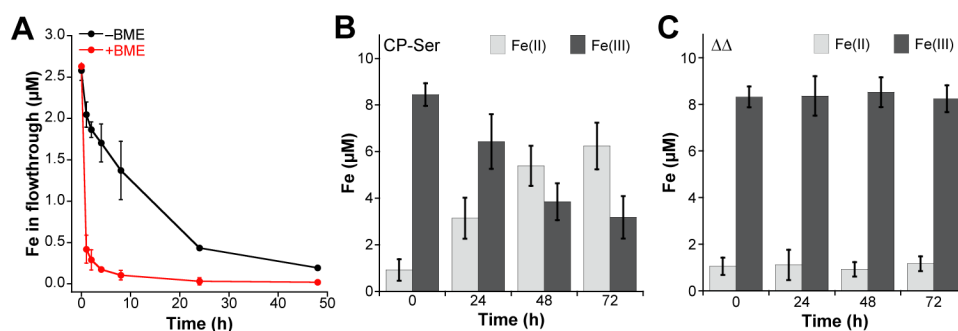 A
–BME
+BME
Fe in flowthrough (µM)
3.0
2.5
2.0
1.5
1.0
0.5
0.0
0 10 20 30 40 50
Time (h)
B
CP-Ser
Fe(II) Fe(III)
Fe (µM)
10
8
6
4
2
0
0 24 48 72
Time (h)
C
ΔΔ
Fe(II) Fe(III)
Fe (µM)
10
8
6
4
2
0
0 24 48 72
Time (h)